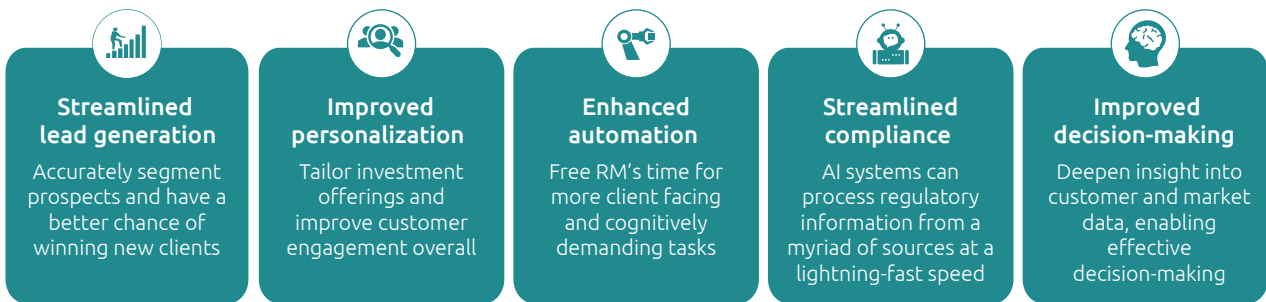 Streamlined
lead generation
Accurately segment
prospects and have a
better chance of
winning new clients
Improved
personalization
Tailor investment
offerings and
improve customer
engagement overall
Enhanced
automation
Free RM's time for
more client facing
and cognitively
demanding tasks
Streamlined
compliance
AI systems can
process regulatory
information from a
myriad of sources at a
lightning-fast speed
Improved
decision-making
Deepen insight into
customer and market
data, enabling
effective
decision-making